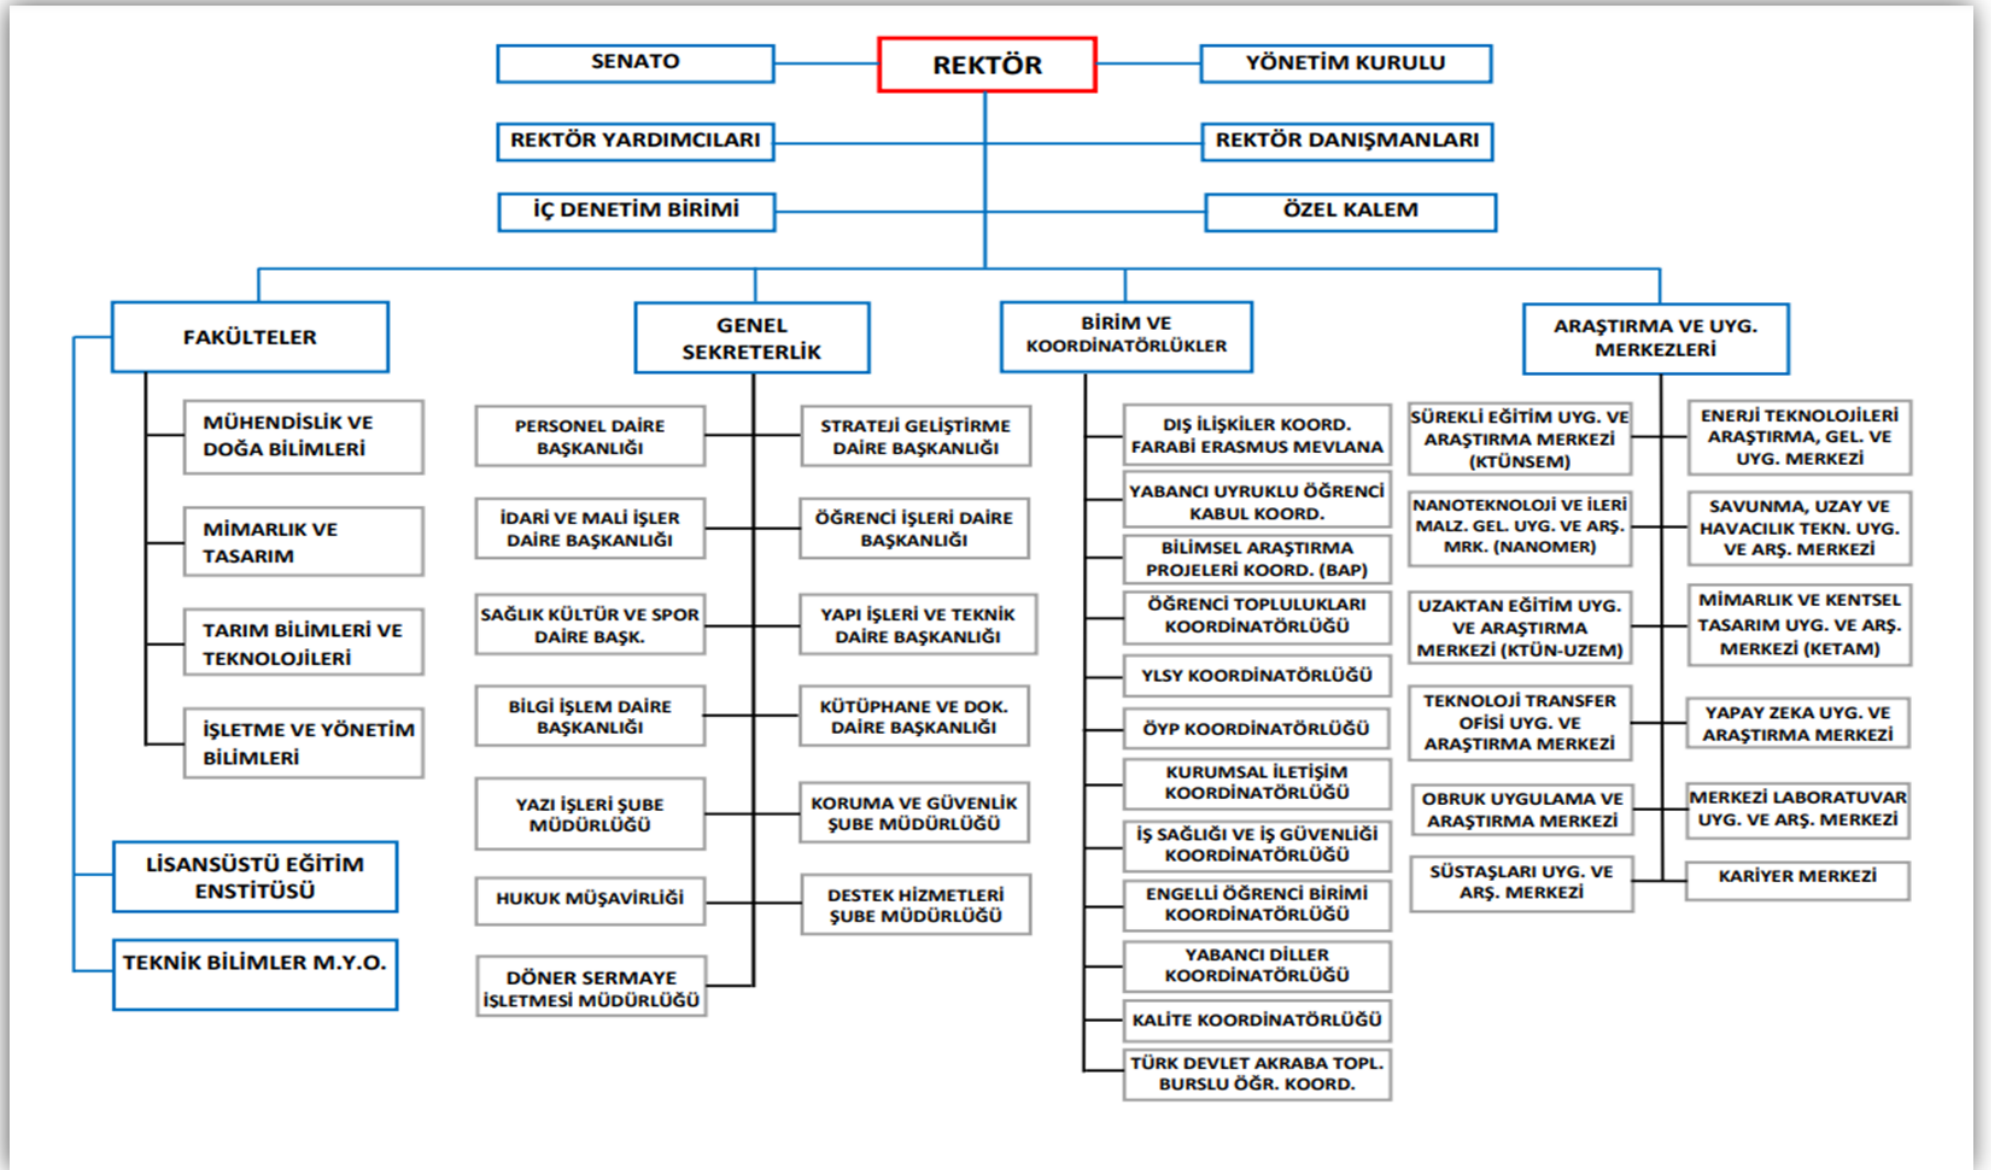 SENATO
REKTÖR
YÖNETİM KURULU
REKTÖR YARDIMCILARI
REKTÖR DANIŞMANLARI
İÇ DENETİM BİRİMİ
ÖZEL KALEM
FAKÜLTELER
MÜHENDİSLİK VE
DOĞA BİLİMLERİ
MİMARLIK VE
TASARIM
TARIM BİLİMLERİ VE
TEKNOLOJİLERİ
İŞLETME VE YÖNETİM
BİLİMLERİ
LİSANSÜSTÜ EĞİTİM
ENSTİTÜSÜ
TEKNİK BİLİMLER M.Y.O.
GENEL
SEKRETERLİK
PERSONEL DAİRE
BAŞKANLIĞI
STRATEJİ GELİŞTİRME
DAİRE BAŞKANLIĞI
İDARİ VE MALİ İŞLER
DAİRE BAŞKANLIĞI
ÖĞRENCİ İŞLERİ DAİRE
BAŞKANLIĞI
SAĞLIK KÜLTÜR VE SPOR
DAİRE BAŞK.
YAPI İŞLERİ VE TEKNİK
DAİRE BAŞKANLIĞI
BİLGİ İŞLEM DAİRE
BAŞKANLIĞI
KÜTÜPHANE VE DOK.
DAİRE BAŞKANLIĞI
YAZI İŞLERİ ŞUBE
MÜDÜRLÜĞÜ
KORUMA VE GÜVENLİK
ŞUBE MÜDÜRLÜĞÜ
HUKUK MÜŞAVİRLİĞİ
DESTEK HİZMETLERİ
ŞUBE MÜDÜRLÜĞÜ
DÖNER SERMAYE
İŞLETMESİ MÜDÜRLÜĞÜ
BİRİM VE
KOORDİNATÖRLÜKLER
DIŞ İLİŞKİLER KOORD.
FARABİ ERASMUS MEVLANA
YABANCI UYRUKLU ÖĞRENCİ
KABUL KOORD.
BİLİMSEL ARAŞTIRMA
PROJELERİ KOORD. (BAP)
ÖĞRENCİ TOPLULUKLARI
KOORDİNATÖRLÜĞÜ
YLSY KOORDİNATÖRLÜĞÜ
ÖYP KOORDİNATÖRLÜĞÜ
KURUMSAL İLETİŞİM
KOORDİNATÖRLÜĞÜ
İŞ SAĞLIĞI VE İŞ GÜVENLİĞİ
KOORDİNATÖRLÜĞÜ
ENGELLİ ÖĞRENCİ BİRİMİ
KOORDİNATÖRLÜĞÜ
YABANCI DİLLER
KOORDİNATÖRLÜĞÜ
KALİTE KOORDİNATÖRLÜĞÜ
TÜRK DEVLET AKRABA TOPL.
BURSLU ÖĞR. KOORD.
ARAŞTIRMA VE UYG.
MERKEZLERİ
SÜREKLİ EĞİTİM UYG. VE
ARAŞTIRMA MERKEZİ
(KTÜNSEM)
ENERJİ TEKNOLOJİLERİ
ARAŞTIRMA, GEL. VE
UYG. MERKEZİ
NANOTEKNOLOJİ VE İLERİ
MALZ. GEL. UYG. VE ARŞ.
MRK. (NANOMER)
SAVUNMA, UZAY VE
HAVACILIK TEKN. UYG.
VE ARŞ. MERKEZİ
UZAKTAN EĞİTİM UYG.
VE ARAŞTIRMA
MERKEZİ (KTÜN-UZEM)
MİMARLIK VE KENTSEL
TASARIM UYG. VE ARŞ.
MERKEZİ (KETAM)
TEKNOLOJİ TRANSFER
OFİSİ UYG. VE
ARAŞTIRMA MERKEZİ
YAPAY ZEKA UYG. VE
ARAŞTIRMA MERKEZİ
OBRUK UYGULAMA VE
ARAŞTIRMA MERKEZİ
MERKEZİ LABORATUVAR
UYG. VE ARŞ. MERKEZİ
SÜSTAŞLARI UYG. VE
ARŞ. MERKEZİ
KARİYER MERKEZİ